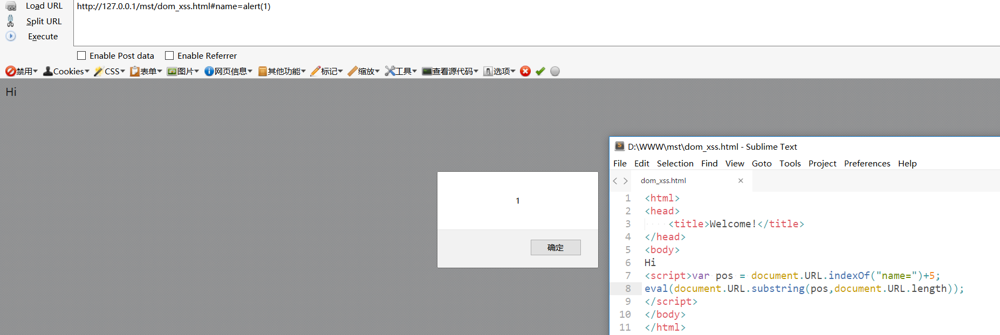 Load URL
http://127.0.0.1/mst/dom_xss.html#name=alert(1)
Split URL
Execute
Enable Post data Enable Referrer
禁用 Cookies CSS 表单 图片 网页信息 其他功能 标记 缩放 工具 查看源代码 选项
Hi
1
确定
D:\WWW\mst\dom_xss.html - Sublime Text
File Edit Selection Find View Goto Tools Project Preferences Help
dom_xss.html
1 <html>
2 <head>
3 <title>Welcome!</title>
4 </head>
5 <body>
6 Hi
7 <script>var pos = document.URL.indexOf("name=")+5;
8 eval(document.URL.substring(pos,document.URL.length));
9 </script>
10 </body>
11 </html>